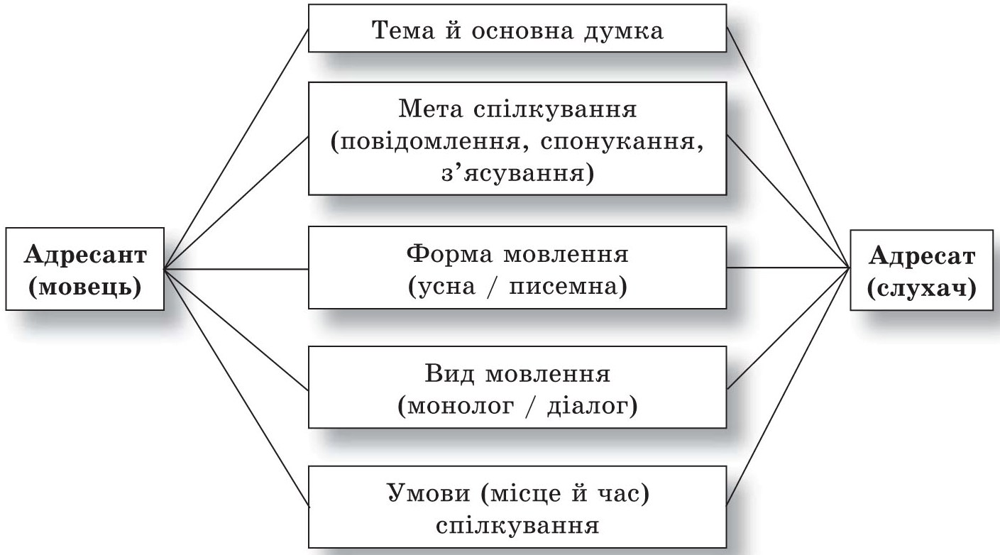 Тема й основна думка
Мета спілкування
(повідомлення, спонукання,
з’ясування)
Адресант
(мовець)
Форма мовлення
(усна / писемна)
Адресат
(слухач)
Вид мовлення
(монолог / діалог)
Умови (місце й час)
спілкування